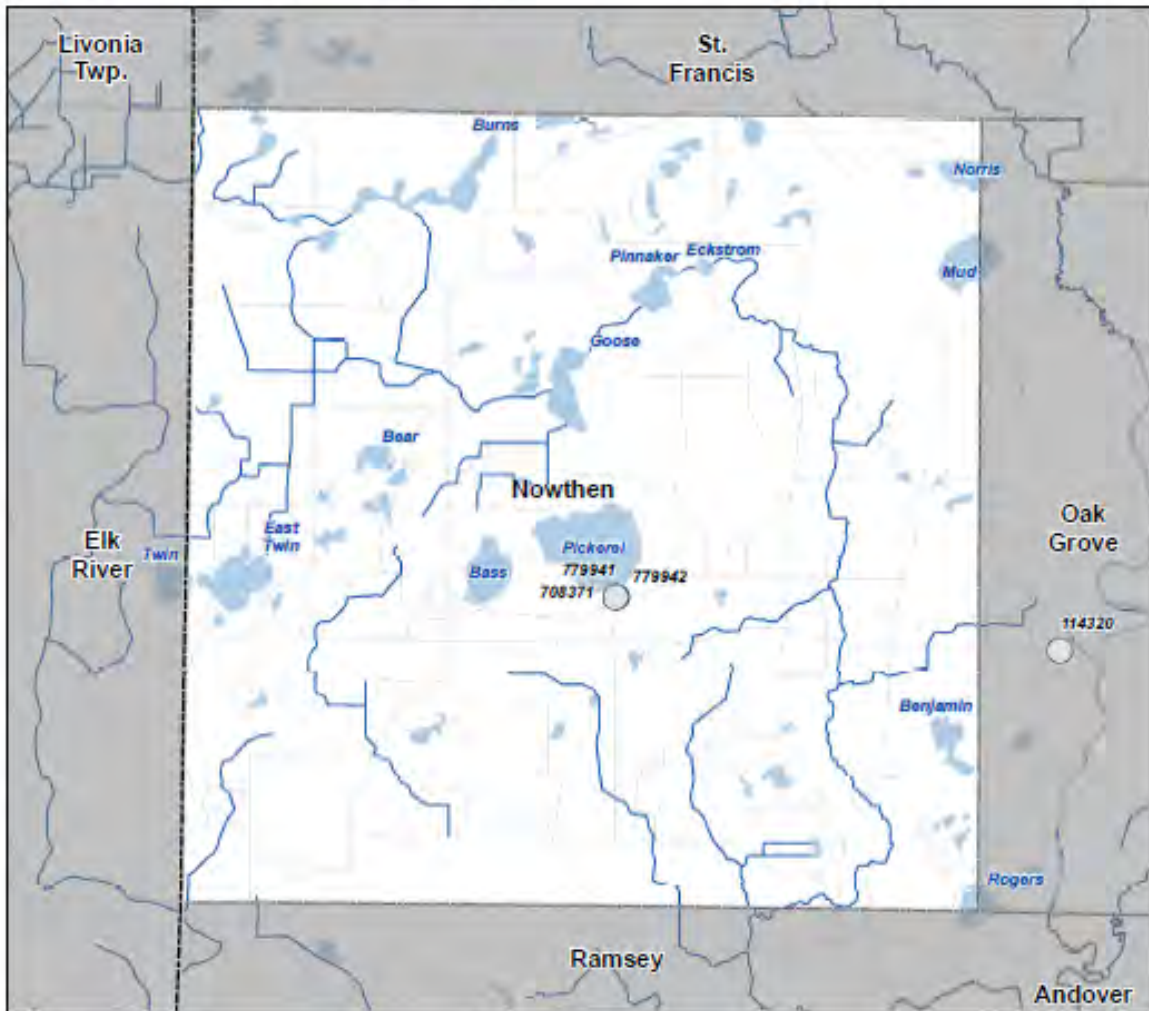 Livonia
Twp.
St.
Francis
Burns
Norris
Pinnaker
Eckstrom
Mud
Goose
Bear
Nowthen
East
Twin
Oak
Grove
Elk
River
Twin
Pickerel
Bass
779941
779942
708371
114320
Benjamin
Rogers
Ramsey
Andover